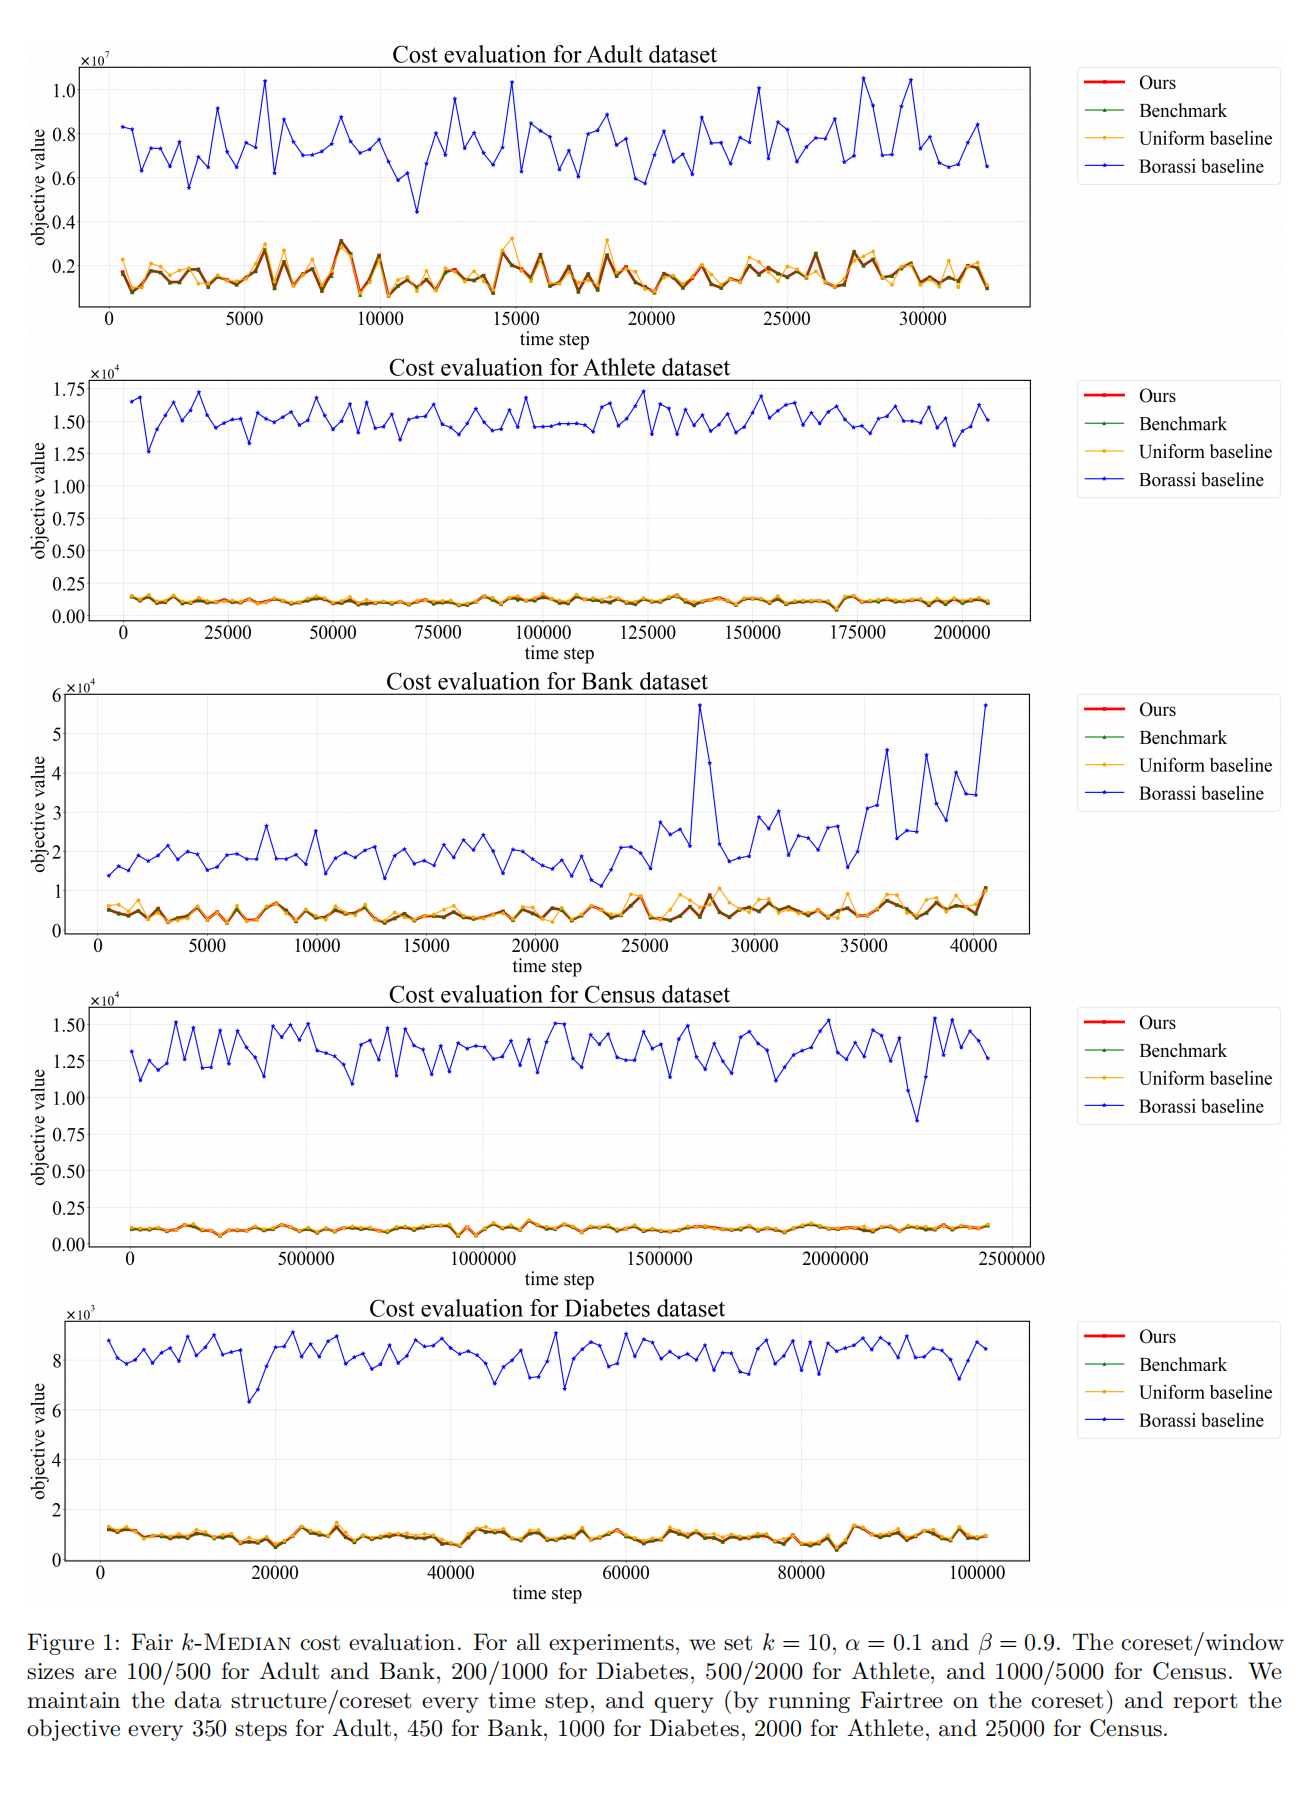 Cost evaluation for Adult dataset
×10⁷
1.0
0.8
0.6
0.4
0.2
objective value
0 5000 10000 15000 20000 25000 30000
time step
Ours
Benchmark
Uniform baseline
Borassi baseline
Cost evaluation for Athlete dataset
×10⁴
1.75
1.50
1.25
1.00
0.75
0.50
0.25
0.00
objective value
0 25000 50000 75000 100000 125000 150000 175000 200000
time step
Ours
Benchmark
Uniform baseline
Borassi baseline
Cost evaluation for Bank dataset
×10⁴
6
5
4
3
2
1
0
objective value
0 5000 10000 15000 20000 25000 30000 35000 40000
time step
Ours
Benchmark
Uniform baseline
Borassi baseline
Cost evaluation for Census dataset
×10⁴
1.50
1.25
1.00
0.75
0.50
0.25
0.00
objective value
0 500000 1000000 1500000 2000000 2500000
time step
Ours
Benchmark
Uniform baseline
Borassi baseline
Cost evaluation for Diabetes dataset
×10³
8
6
4
2
0
objective value
0 20000 40000 60000 80000 100000
time step
Ours
Benchmark
Uniform baseline
Borassi baseline
Figure 1: Fair k-MEDIAN cost evaluation. For all experiments, we set k = 10, α = 0.1 and β = 0.9. The coreset/window
sizes are 100/500 for Adult and Bank, 200/1000 for Diabetes, 500/2000 for Athlete, and 1000/5000 for Census. We
maintain the data structure/coreset every time step, and query (by running Fairtree on the coreset) and report the
objective every 350 steps for Adult, 450 for Bank, 1000 for Diabetes, 2000 for Athlete, and 25000 for Census.